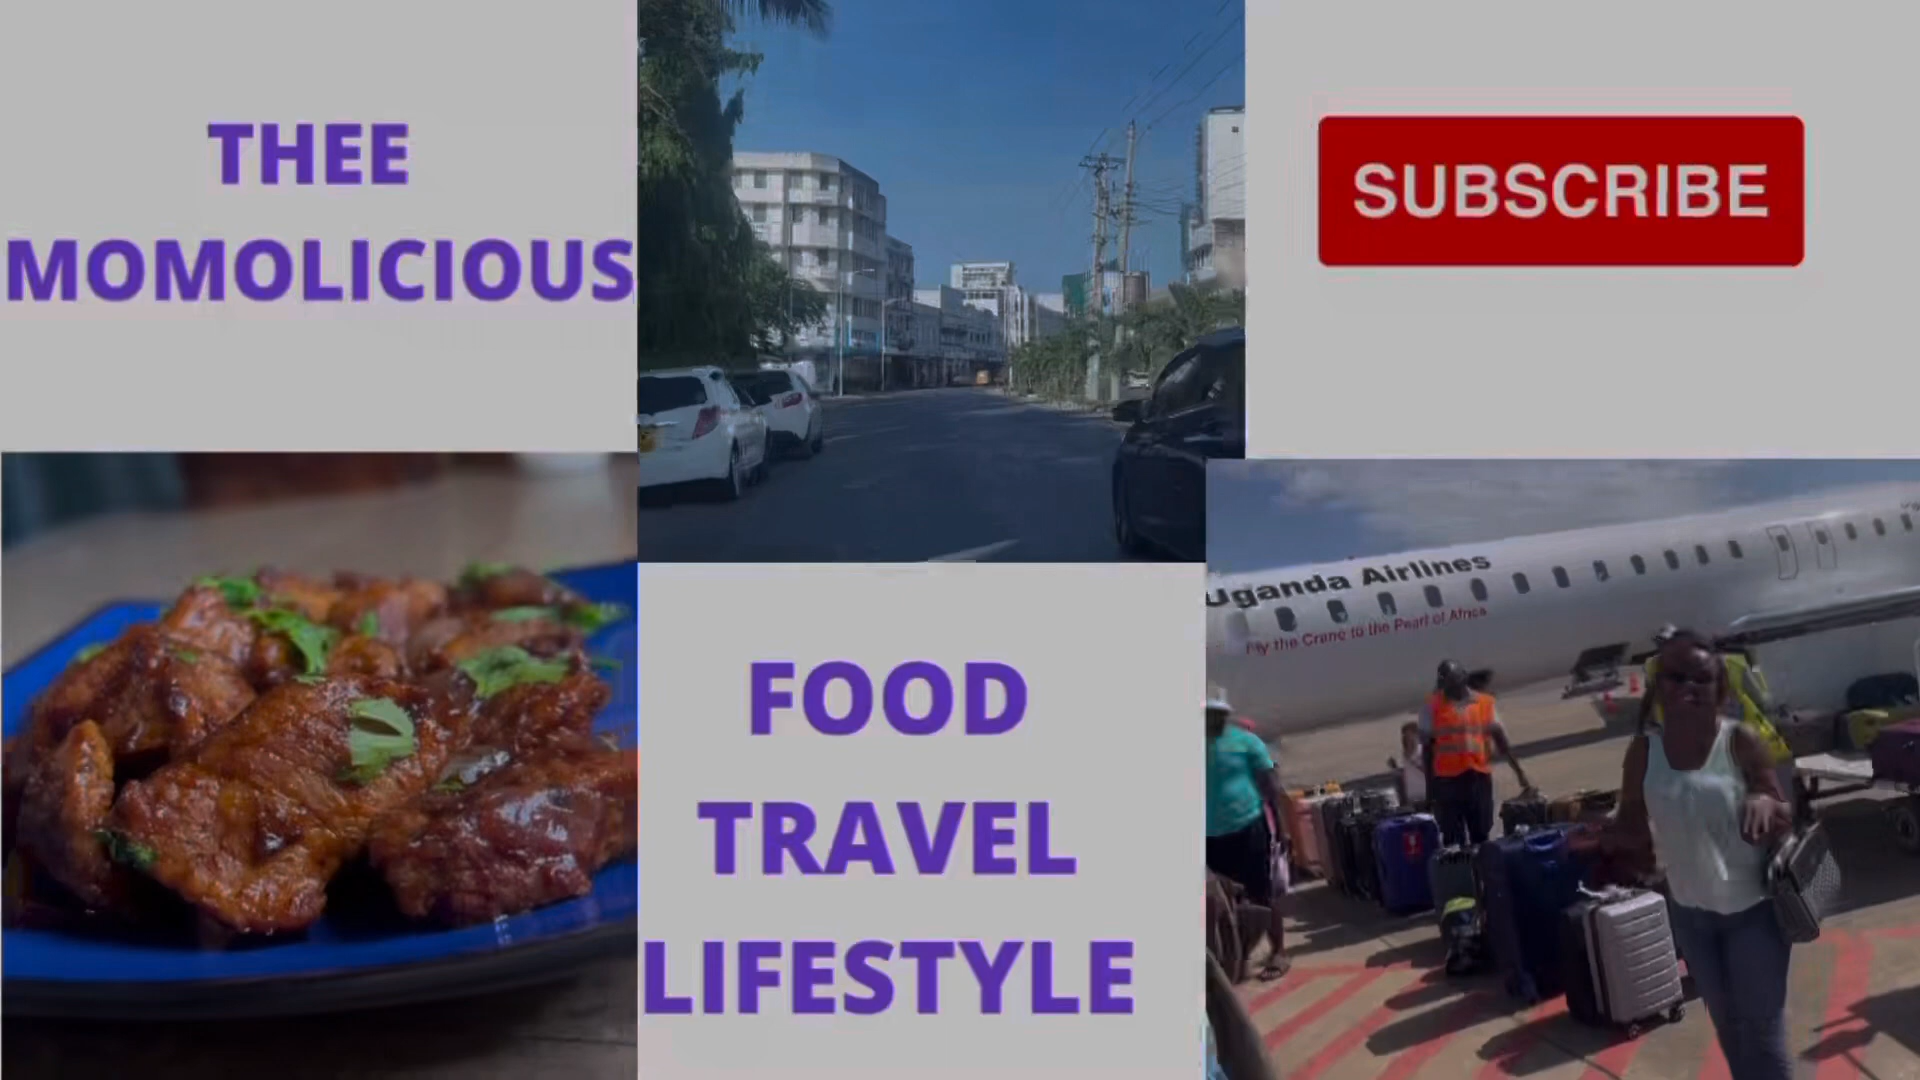 THEE
MOMOLICIOUS
SUBSCRIBE
Uganda Airlines
Fly the Crane to the Pearl of Africa
FOOD
TRAVEL
LIFESTYLE